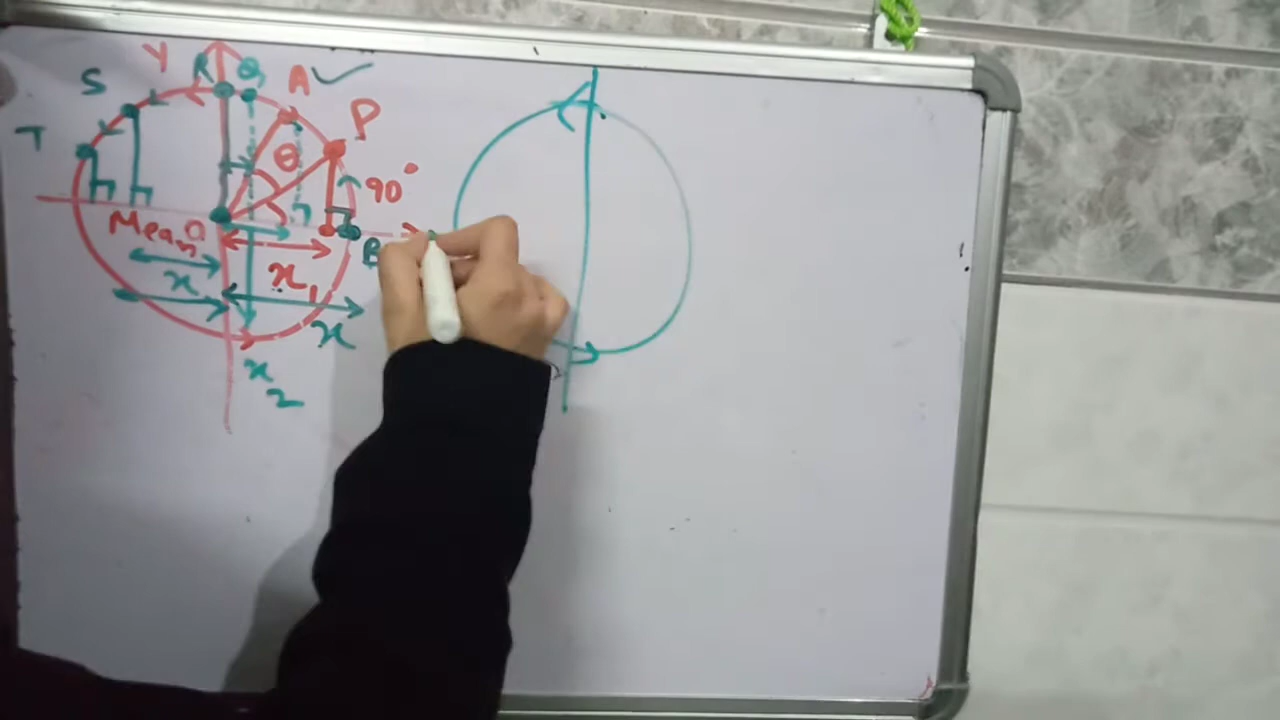 Y R Q A
S P
T θ 90°
Mean O B
x x₁
x
x₂